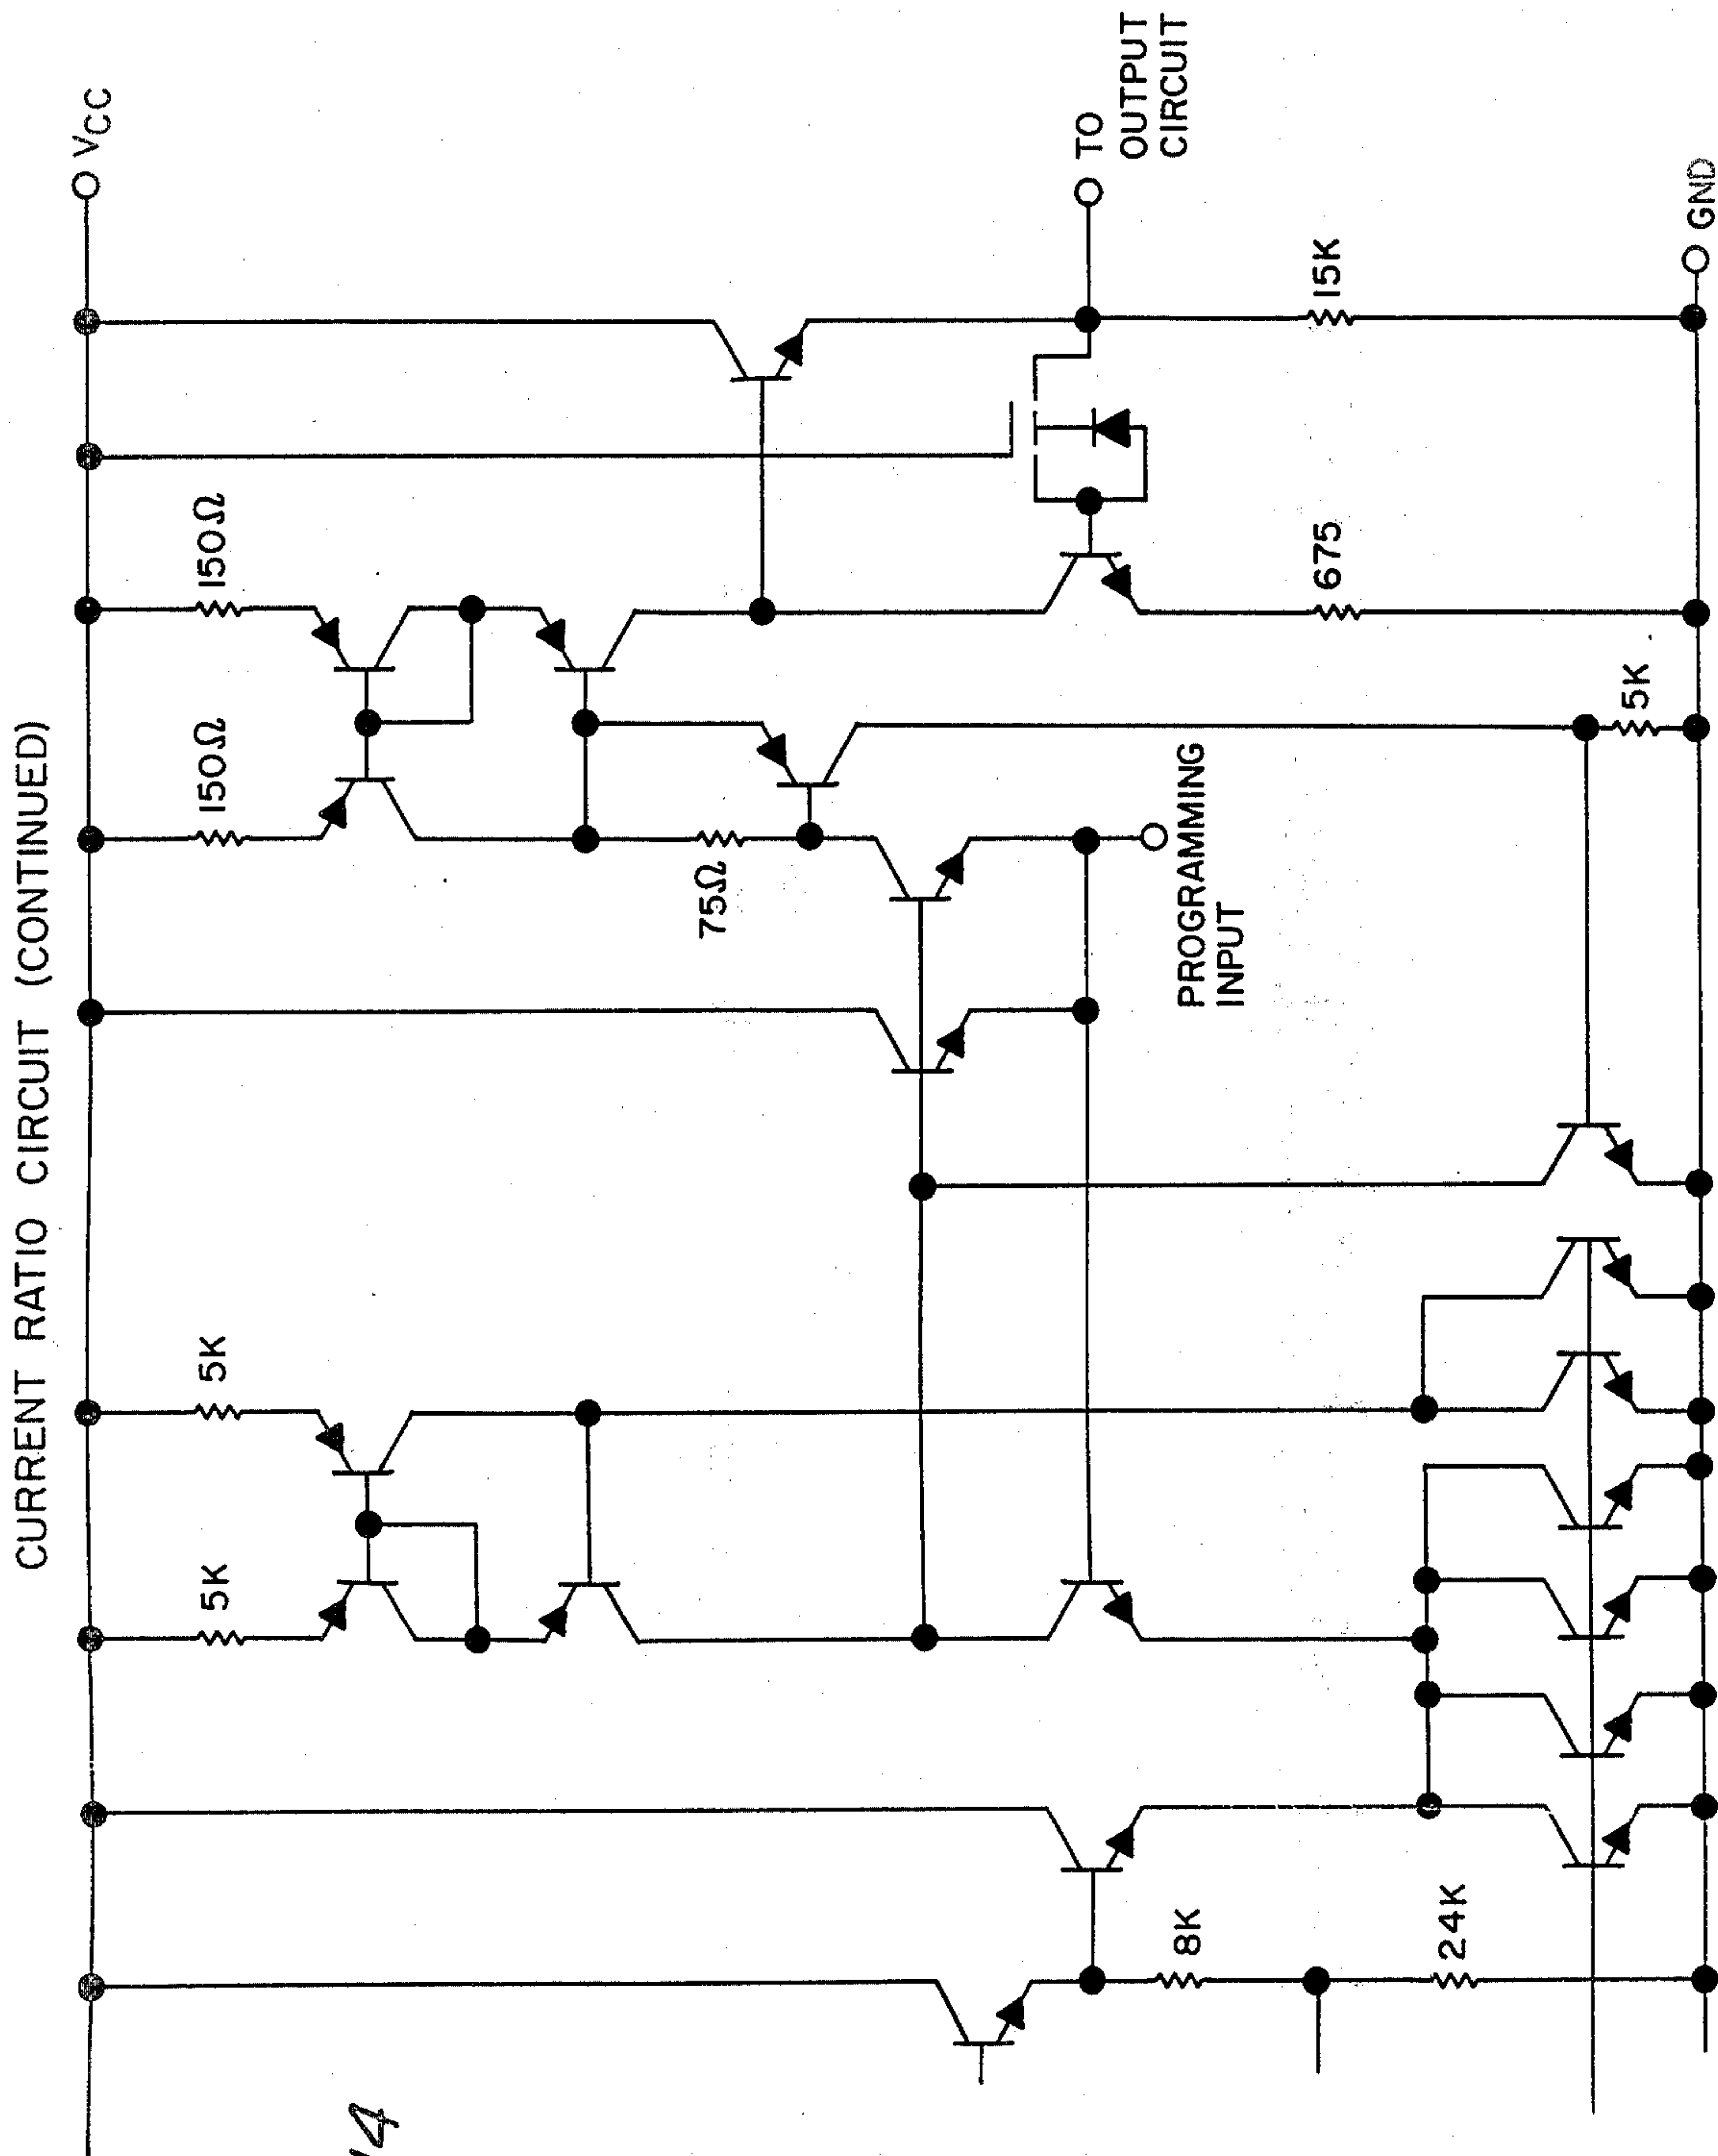 CURRENT RATIO CIRCUIT (CONTINUED)
VCC
5K
5K
150Ω
150Ω
75Ω
8K
24K
PROGRAMMING
INPUT
675
5K
15K
TO
OUTPUT
CIRCUIT
GND